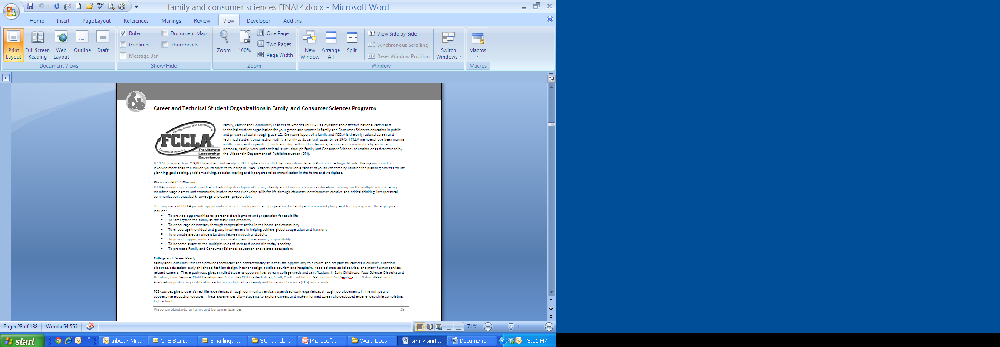 family and consumer sciences FINAL4.docx - Microsoft Word
Home Insert Page Layout References Mailings Review View Developer Add-Ins
Print Layout
Full Screen Reading
Web Layout
Outline
Draft
Document Views
Ruler
Gridlines
Message Bar
Document Map
Thumbnails
Show/Hide
Zoom
100%
One Page
Two Pages
Page Width
Zoom
New Window
Arrange All
Split
View Side by Side
Synchronous Scrolling
Reset Window Position
Switch Windows
Window
Macros
Macros
Career and Technical Student Organizations in Family and Consumer Sciences Programs
Family, Career and Community
FCCLA
Leaders of America
The Ultimate
Leadership
Experience
Family, Career and Community Leaders of America (FCCLA) is a dynamic and effective national career and
technical student organization for young men and women in Family and Consumer Sciences education in public
and private school through grade 12. Everyone is part of a family and FCCLA is the only national career and
technical student organization with the family as its central focus. Since 1945, FCCLA members have been making
a difference and expanding their leadership skills in their families, careers and communities by addressing
personal, family, work and societal issues through Family and Consumer Sciences education or as determined by
the Wisconsin Department of Public Instruction (DPI).
FCCLA has more than 219,000 members and nearly 6,500 chapters from 50 state associations, Puerto Rico and the Virgin Islands. The organization has
involved more than ten million youth since its founding in 1945. Chapter projects focus on a variety of youth concerns by utilizing the planning process for life
planning, goal setting, problem solving, decision making and interpersonal communication in the home and workplace.
Wisconsin FCCLA Mission
FCCLA promotes personal growth and leadership development through Family and Consumer Sciences education, focusing on the multiple roles of family
member, wage earner and community leader, members develop skills for life through character development, creative and critical thinking, interpersonal
communication, practical knowledge and career preparation.
The purposes of FCCLA provide opportunities for self-development and preparation for family and community living and for employment. These purposes
include:
▪ To provide opportunities for personal development and preparation for adult life
▪ To strengthen the family as the basic unit of society
▪ To encourage democracy through cooperative action in the home and community
▪ To encourage individual and group involvement in helping achieve global cooperation and harmony
▪ To promote greater understanding between youth and adults
▪ To provide opportunities for decision making and for assuming responsibility
▪ To become aware of the multiple roles of men and women in today's society
▪ To promote Family and Consumer Sciences education and related occupations
College and Career Ready
Family and Consumer Sciences provides secondary and postsecondary students the opportunity to explore and prepare for careers in culinary, nutrition,
dietetics, education, early childhood, fashion design, interior design, textiles, tourism and hospitality, food science, social services and many human services
related careers. These pathways gives enrolled students opportunities to earn college credit and certifications in Early Childhood, Food Science, Dietetics and
Nutrition, Food Service, Child Development Associate-(CDA Credentialing); Adult, Youth and Infant CPR and First Aid, ServSafe and National Restaurant
Association proficiency certifications achieved in high school Family and Consumer Sciences (FCS) coursework.
FCS courses give student's real life experiences through community service, supervised work experiences through job placements in internships and
cooperative education courses. These experiences allow students to explore careers and make informed career choices based experiences while completing
high school.
Wisconsin Standards for Family and Consumer Sciences 29
Page: 28 of 188 Words: 54,555 71%
start Inbox - Mi... CTE Stan... Emailing: ... Standards... Microsoft ... Word Docs family and... Document... 3:01 PM